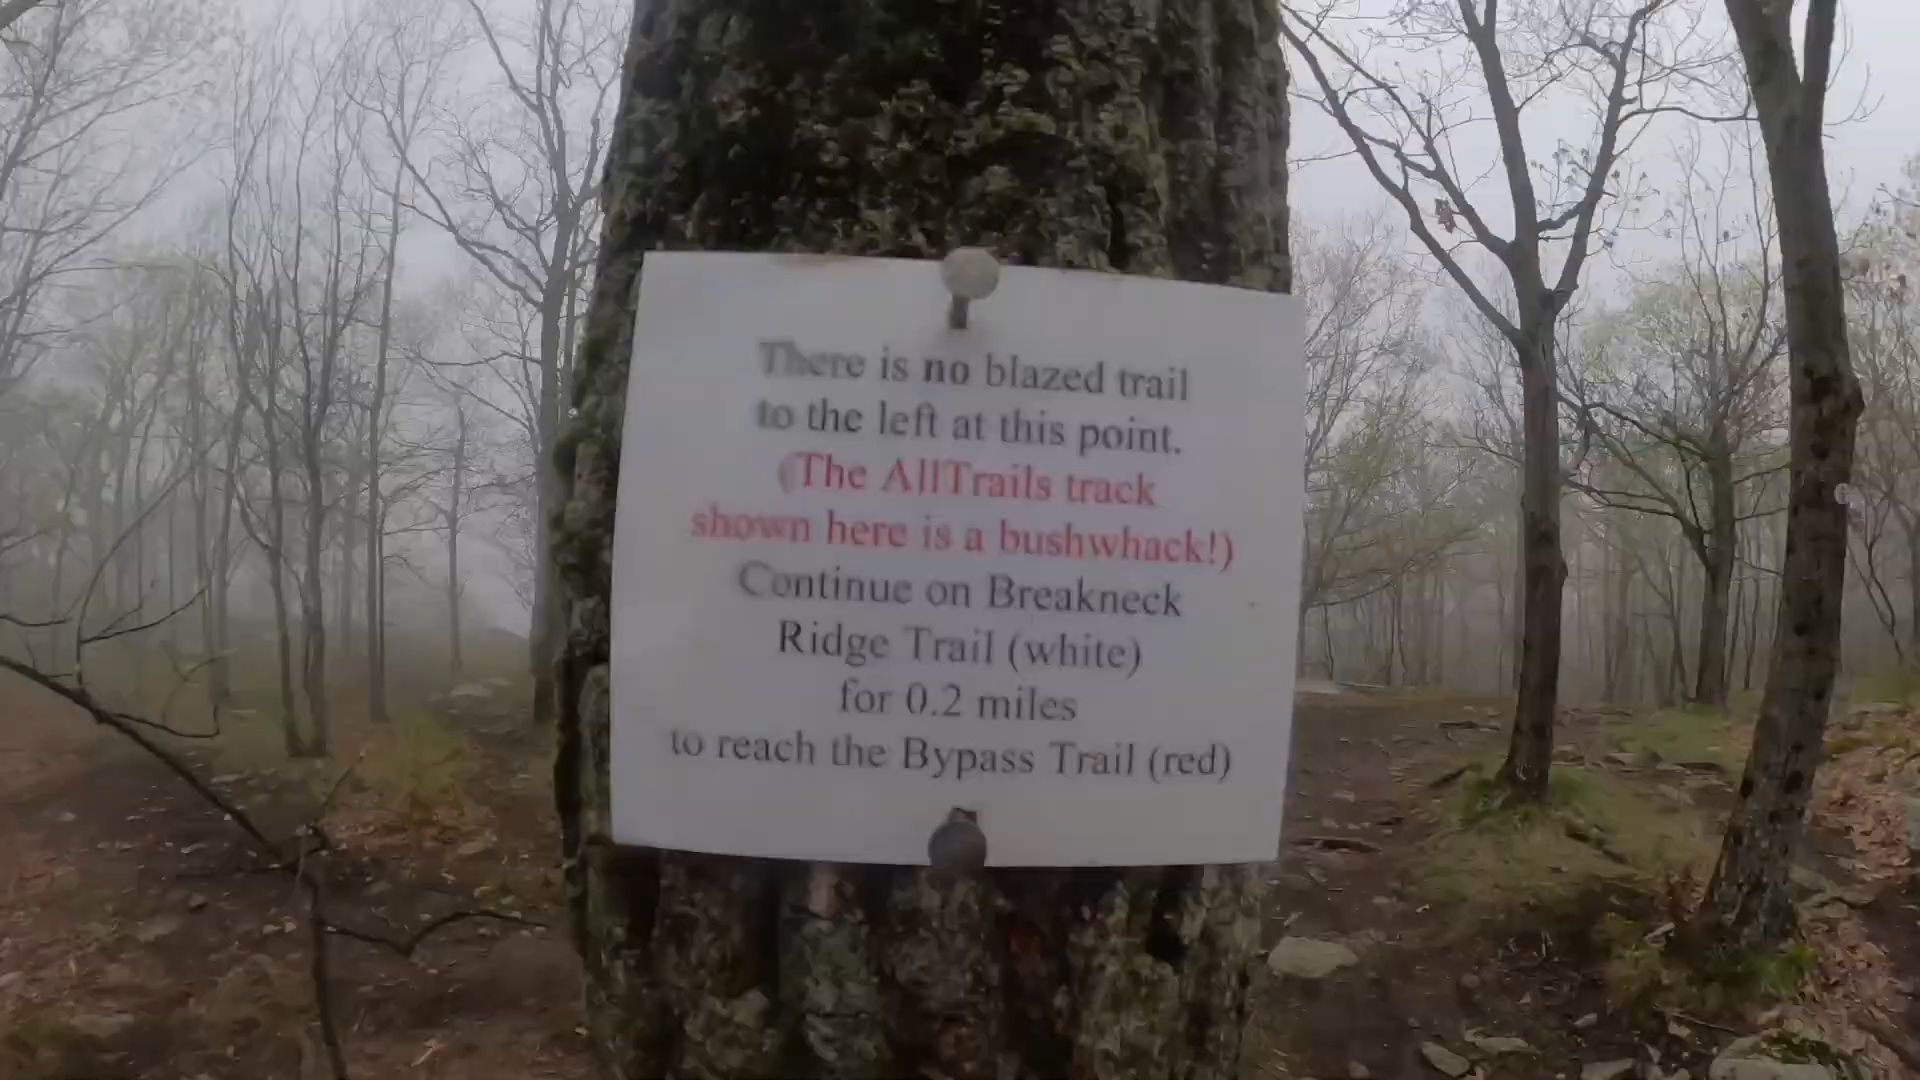 There is no blazed trail
to the left at this point.
(The AllTrails track
shown here is a bushwhack!)
Continue on Breakneck
Ridge Trail (white)
for 0.2 miles
to reach the Bypass Trail (red)